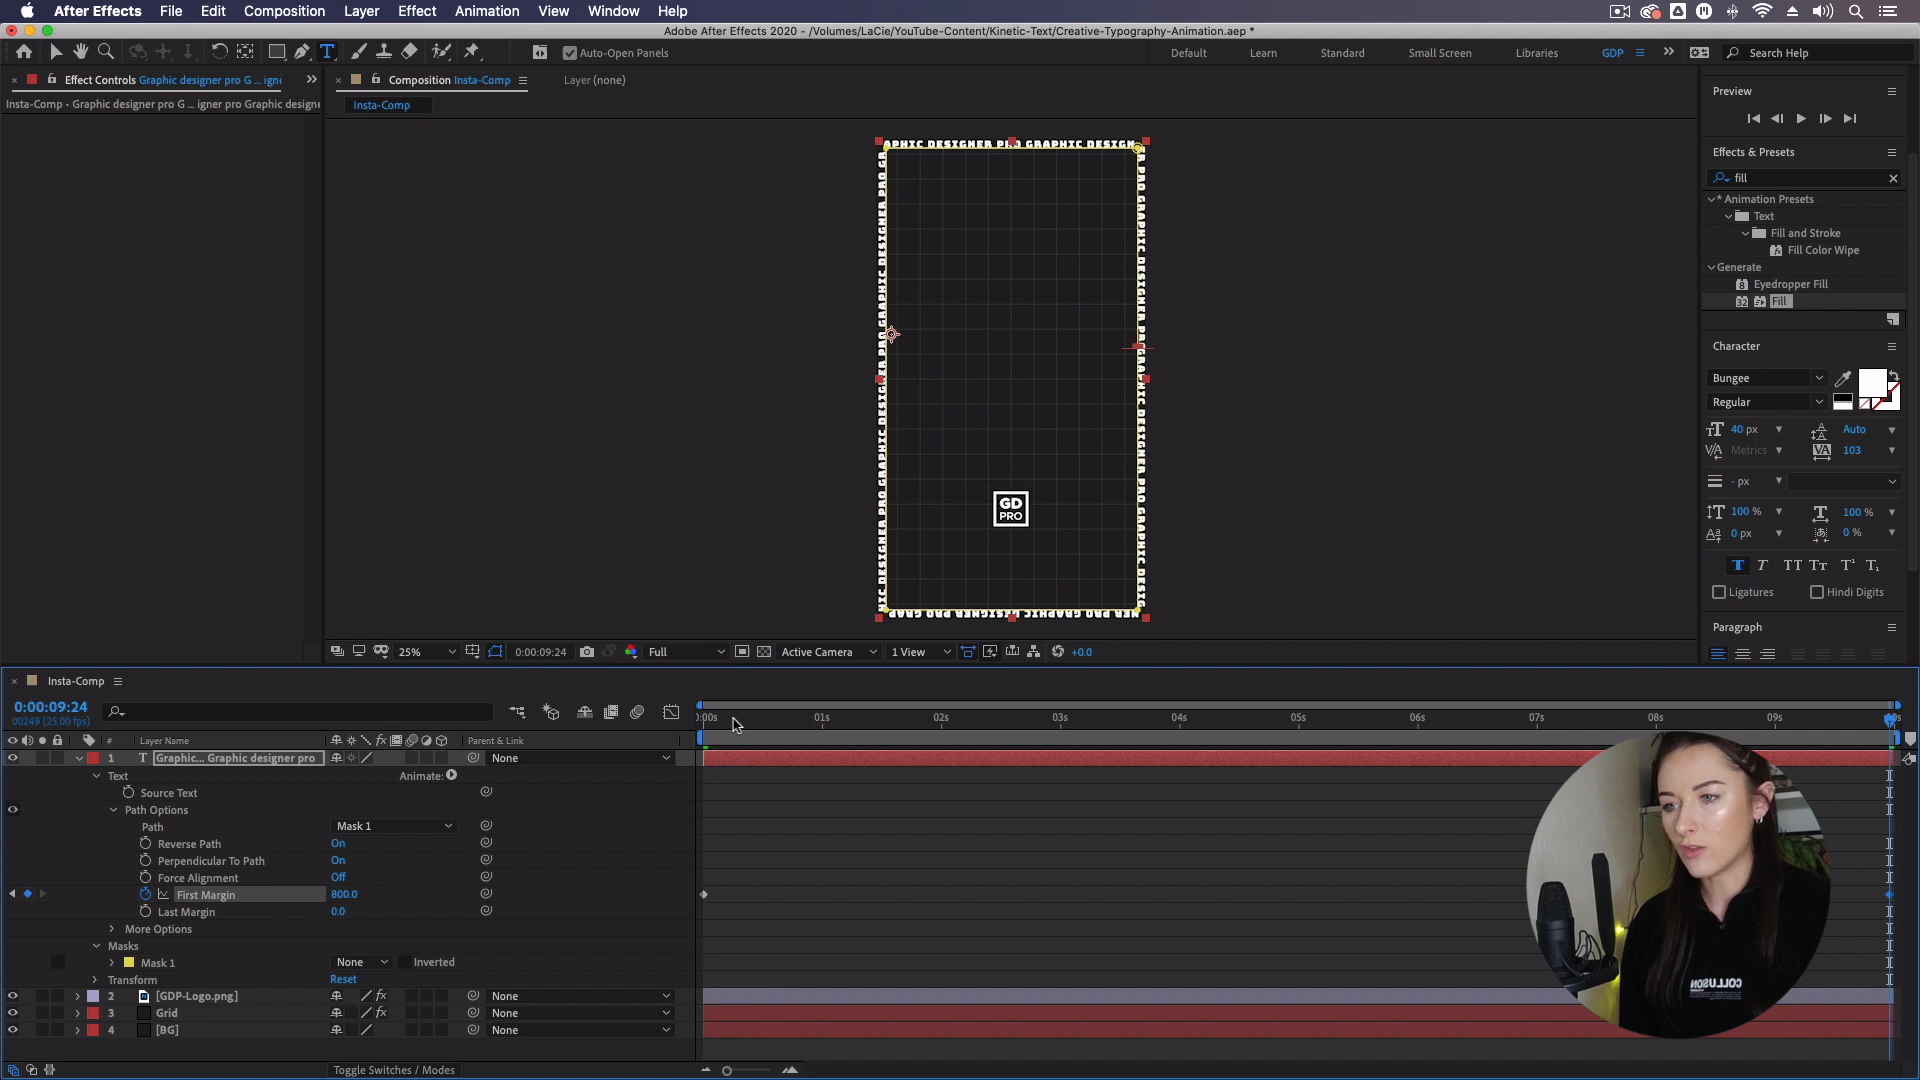 After Effects File Edit Composition Layer Effect Animation View Window Help
Adobe After Effects 2020 - /Volumes/LaCie/YouTube-Content/Kinetic-Text/Creative-Typography-Animation.aep *
Auto-Open Panels
Default Learn Standard Small Screen Libraries GDP
Search Help
Effect Controls Graphic designer pro G ... igne
Composition Insta-Comp
Layer (none)
Insta-Comp • Graphic designer pro G ... igner pro Graphic designe
Insta-Comp
Preview
Effects & Presets
fill
* Animation Presets
Text
Fill and Stroke
Fill Color Wipe
Generate
Eyedropper Fill
Fill
Character
Bungee
Regular
40 px Auto
Metrics 103
- px
100 % 100 %
0 px 0 %
Ligatures Hindi Digits
Paragraph
APHIC DESIGNER PRO GRAPHIC DESIGN
GD
PRO
NER PRO GRAPHIC DESIGNER PRO GRAP
25% 0:00:09:24 Full Active Camera 1 View +0.0
Insta-Comp
0:00:09:24
00249 (25.00 fps)
0:00s 01s 02s 03s 04s 05s 06s 07s 08s 09s
# Layer Name Parent & Link
1 T Graphic... Graphic designer pro None
Text Animate:
Source Text
Path Options
Path Mask 1
Reverse Path On
Perpendicular To Path On
Force Alignment Off
First Margin 800.0
Last Margin 0.0
More Options
Masks
Mask 1 None Inverted
Transform Reset
2 [GDP-Logo.png] None
3 Grid None
4 [BG] None
Toggle Switches / Modes
COLLUSION